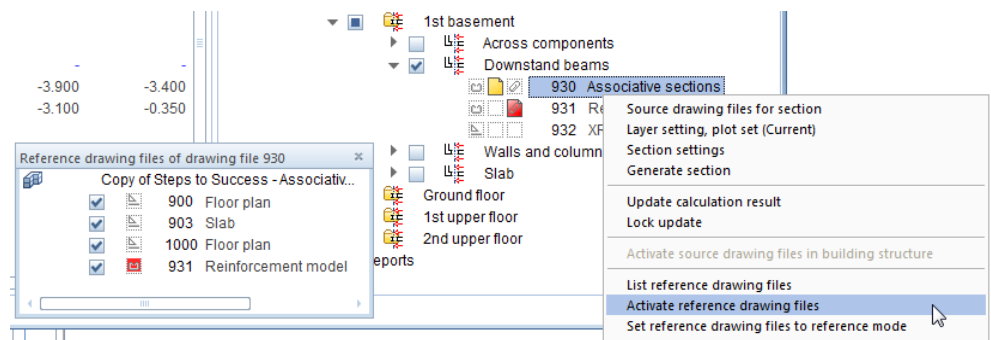 1st basement
Across components
Downstand beams
930 Associative sections
931 Re
932 XR
Walls and column
Slab
Ground floor
1st upper floor
2nd upper floor
eports
- -
-3.900 -3.400
-3.100 -0.350
Reference drawing files of drawing file 930 ×
Copy of Steps to Success - Associativ...
900 Floor plan
903 Slab
1000 Floor plan
931 Reinforcement model
Source drawing files for section
Layer setting, plot set (Current)
Section settings
Generate section
Update calculation result
Lock update
Activate source drawing files in building structure
List reference drawing files
Activate reference drawing files
Set reference drawing files to reference mode